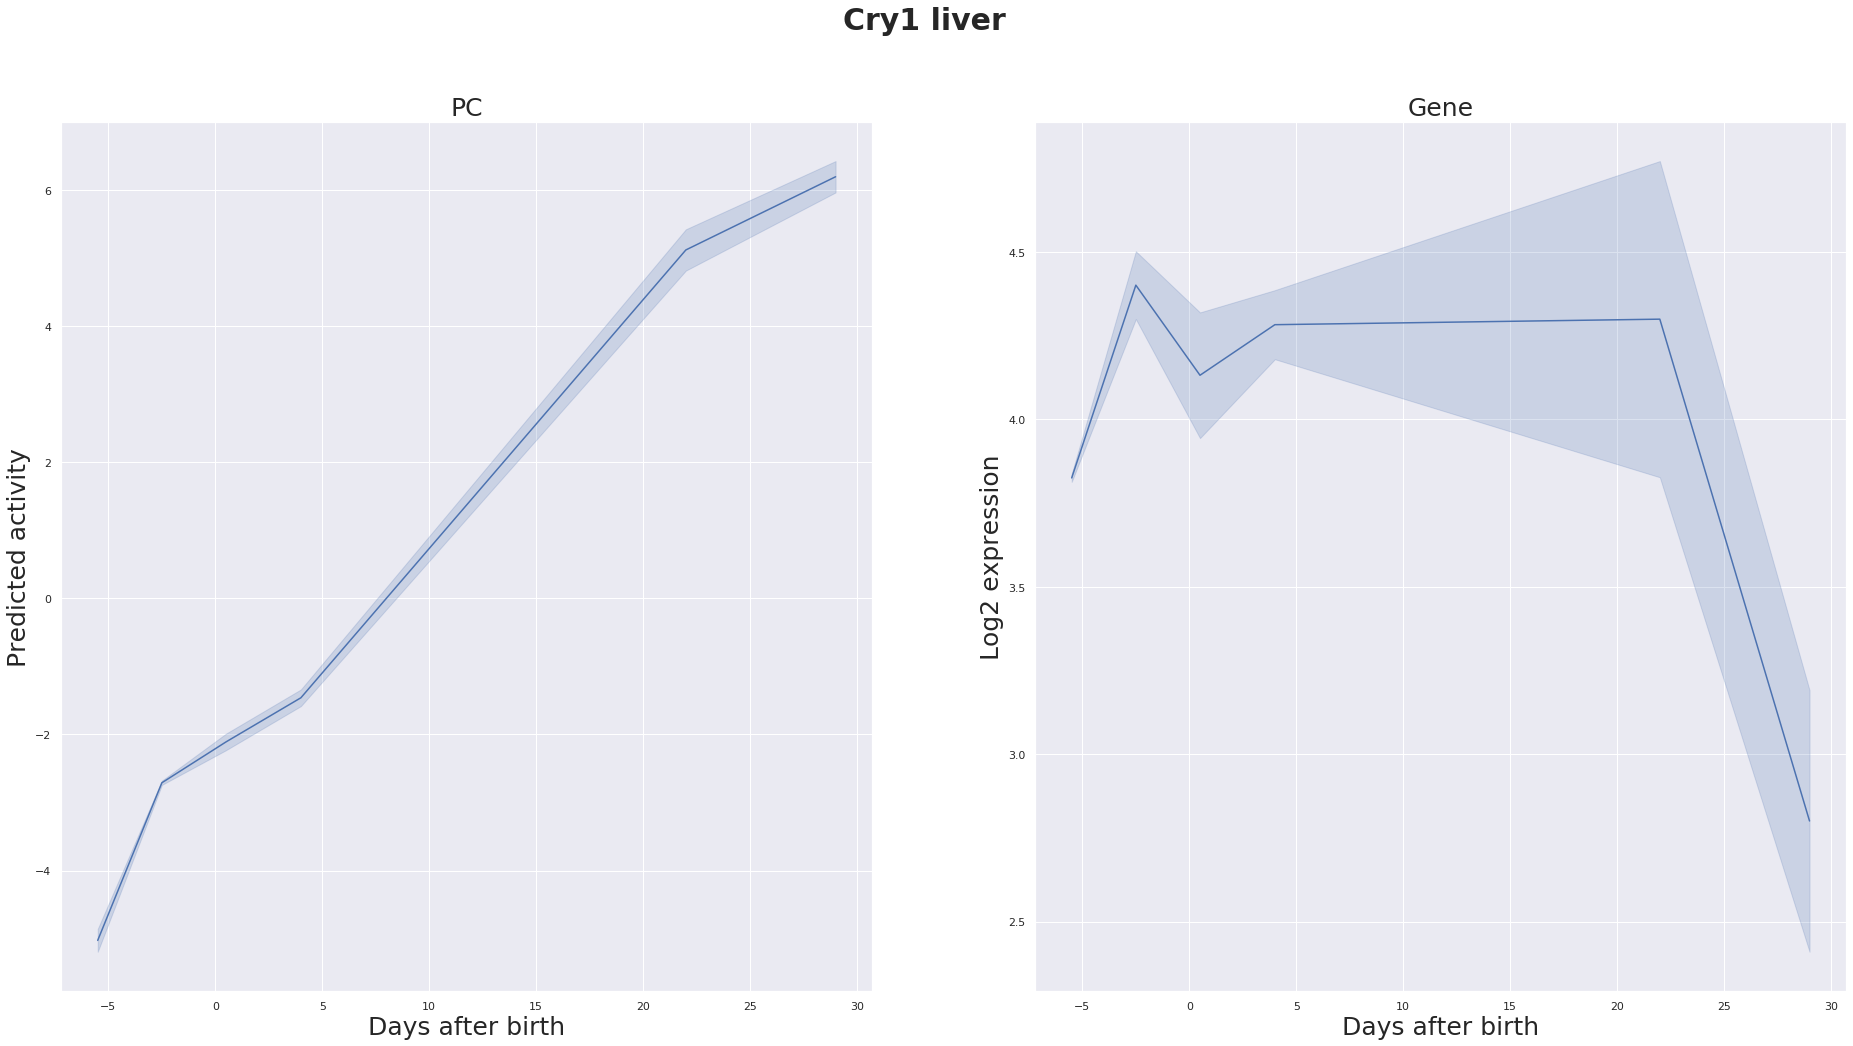 Cry1 liver
PC
Predicted activity
6
4
2
0
−2
−4
−5 0 5 10 15 20 25 30
Days after birth
Gene
Log2 expression
4.5
4.0
3.5
3.0
2.5
−5 0 5 10 15 20 25 30
Days after birth